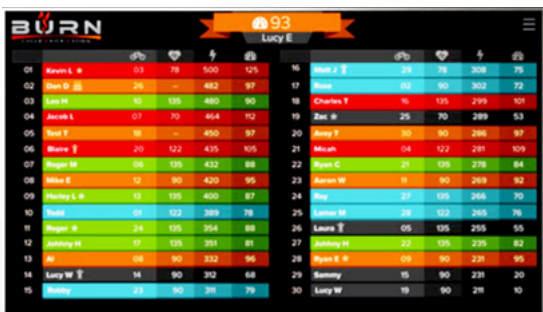 BURN
93
Lucy E
01 Kevin L 03 78 500 125
02 Don D 26 - 482 97
03 Leo H 10 135 480 90
04 Jacob L 07 70 464 112
05 Test T 18 - 450 97
06 Blaire 20 122 435 105
07 Roger M 06 135 432 88
08 Mike E 12 90 420 95
09 Harley L 13 135 400 87
10 Todd 01 122 389 78
11 Roger 24 135 354 88
12 Johhny H 17 135 351 81
13 Al 08 90 332 96
14 Lucy W 14 90 312 68
15 Robby 23 90 311 79
16 Matt J 29 78 308 75
17 Rose 02 90 302 72
18 Charles T 16 135 299 101
19 Zac 25 70 289 53
20 Avey T 30 90 286 97
21 Micah 04 122 281 109
22 Ryan C 21 135 278 84
23 Aaron W 11 90 269 92
24 Ray 27 135 266 70
25 Lamar M 28 122 265 76
26 Laura 05 135 255 55
27 Johhny H 22 135 235 82
28 Ryan E 09 90 231 95
29 Sammy 15 90 231 20
30 Lucy W 19 90 211 10